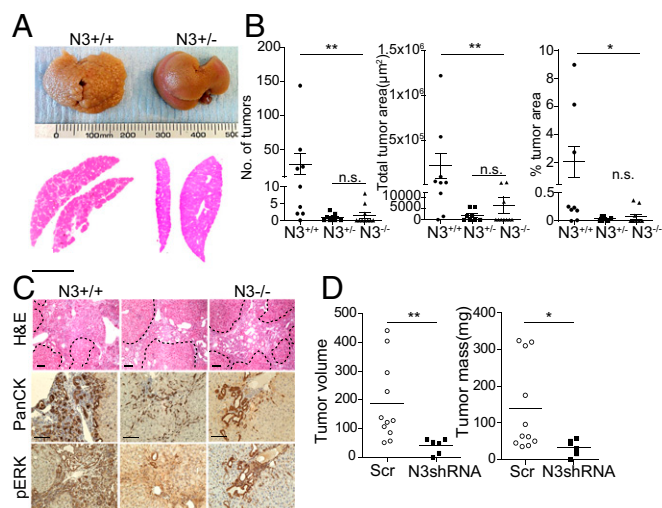 A
N3+/+
N3+/-
100mm
200
300
400
500
B
No. of tumors
200
150
100
50
10
5
0
**
n.s.
N3+/+ N3+/- N3-/-
Total tumor area(µm²)
1.5x10⁶
1x10⁶
5x10⁵
10000
5000
0
**
n.s.
N3+/+ N3+/- N3-/-
% tumor area
10
8
6
4
2
0.5
0.0
*
n.s.
N3+/+ N3+/- N3-/-
C
N3+/+
N3-/-
H&E
PanCK
pERK
D
Tumor volume
500
400
300
200
100
0
**
Scr N3shRNA
Tumor mass(mg)
400
300
200
100
0
*
Scr N3shRNA